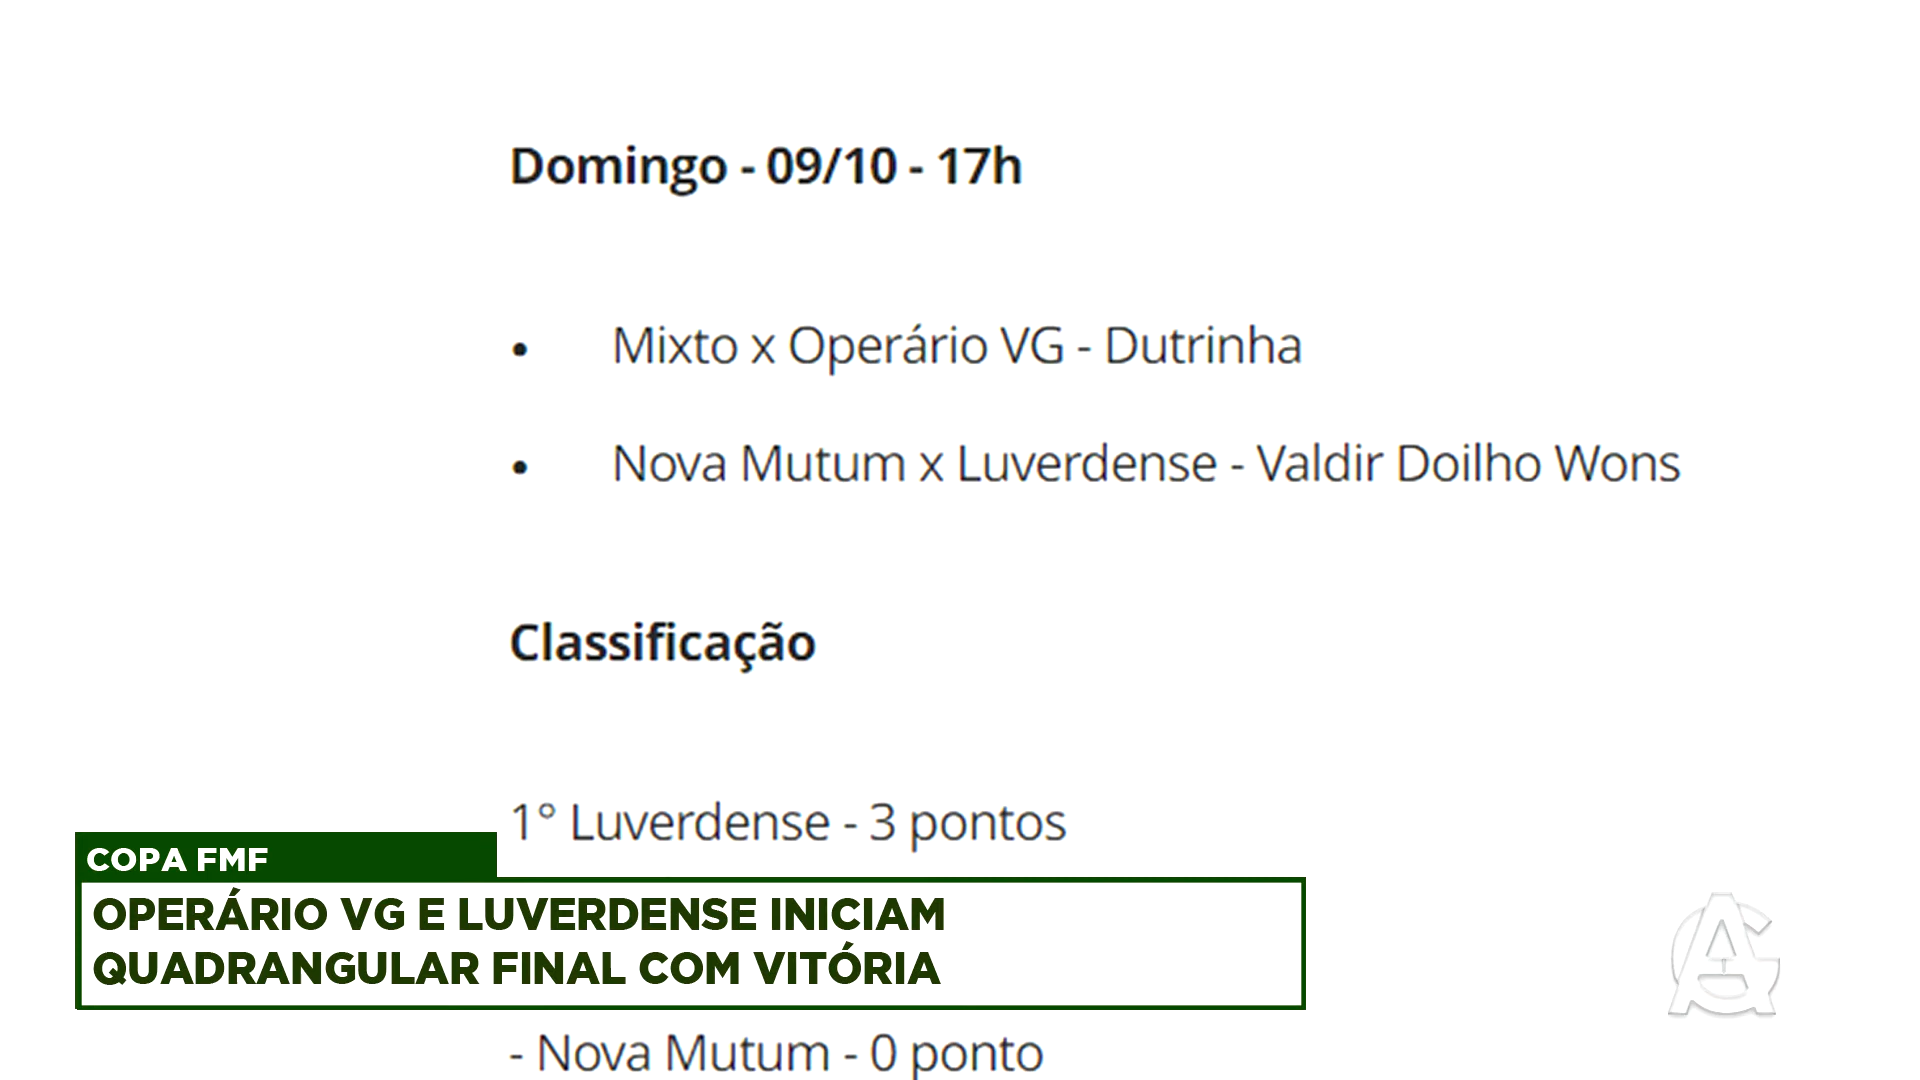 Domingo - 09/10 - 17h
• Mixto x Operário VG - Dutrinha
• Nova Mutum x Luverdense - Valdir Doilho Wons
Classificação
1° Luverdense - 3 pontos
COPA FMF
OPERÁRIO VG E LUVERDENSE INICIAM
QUADRANGULAR FINAL COM VITÓRIA
- Nova Mutum - 0 ponto